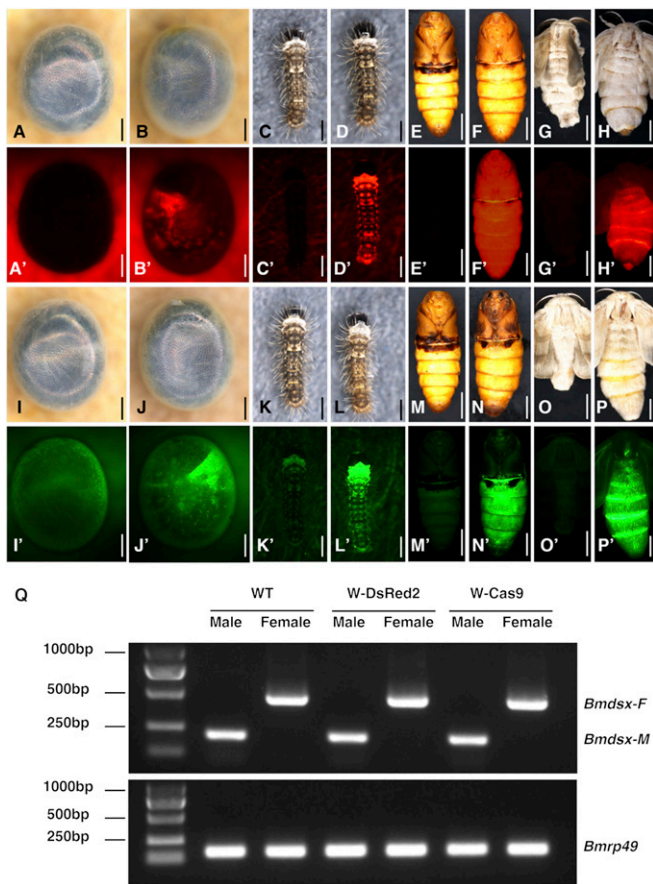 A B C D E F G H
A' B' C' D' E' F' G' H'
I J K L M N O P
I' J' K' L' M' N' O' P'
Q
WT W-DsRed2 W-Cas9
Male Female Male Female Male Female
1000bp
500bp
250bp
Bmdsx-F
Bmdsx-M
1000bp
500bp
250bp
Bmrp49